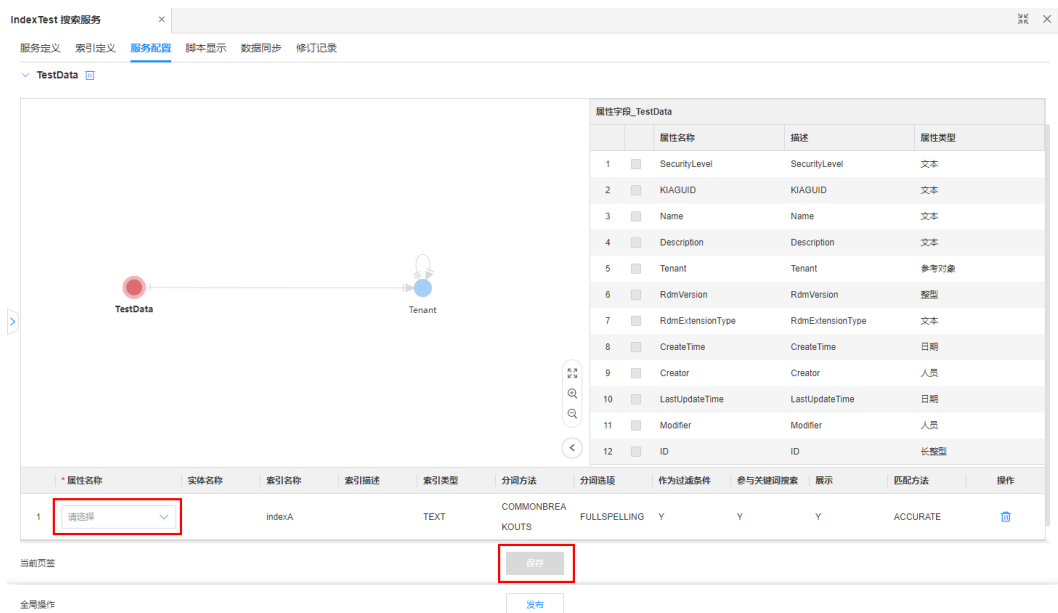 IndexTest 搜索服务
服务定义 索引定义 服务配置 脚本显示 数据同步 修订记录
TestData
属性字段_TestData
属性名称 描述 属性类型
1 SecurityLevel SecurityLevel 文本
2 KIAGUID KIAGUID 文本
3 Name Name 文本
4 Description Description 文本
5 Tenant Tenant 参考对象
6 RdmVersion RdmVersion 整型
7 RdmExtensionType RdmExtensionType 文本
8 CreateTime CreateTime 日期
9 Creator Creator 人员
10 LastUpdateTime LastUpdateTime 日期
11 Modifier Modifier 人员
12 ID ID 长整型
TestData
Tenant
* 属性名称 实体名称 索引名称 索引描述 索引类型 分词方法 分词选项 作为过滤条件 参与关键词搜索 展示 匹配方法 操作
1 请选择 indexA TEXT COMMONBREA FULLSPELLING Y Y Y ACCURATE
KOUTS
当前页签 保存
全局操作 发布